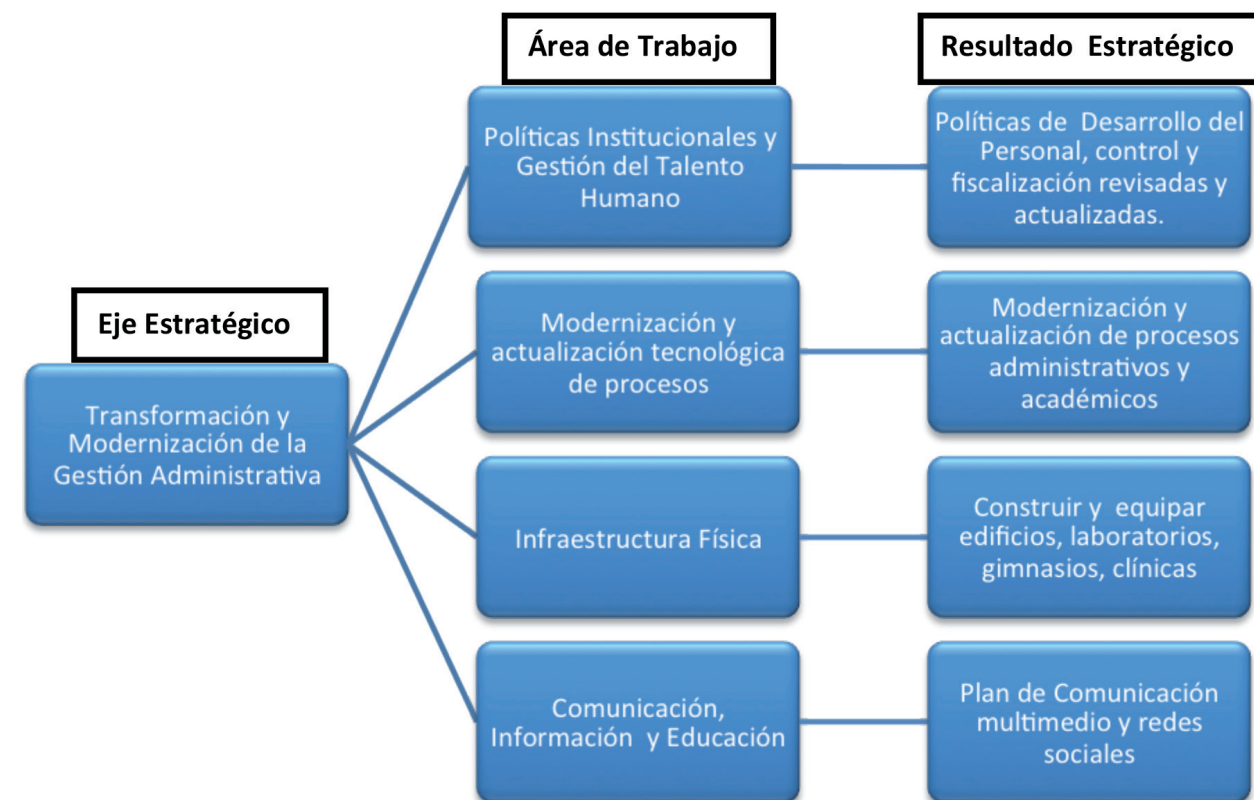 Área de Trabajo
Resultado Estratégico
Políticas Institucionales y
Gestión del Talento
Humano
Políticas de Desarrollo del
Personal, control y
fiscalización revisadas y
actualizadas.
Eje Estratégico
Transformación y
Modernización de la
Gestión Administrativa
Modernización y
actualización tecnológica
de procesos
Modernización y
actualización de procesos
administrativos y
académicos
Infraestructura Física
Construir y equipar
edificios, laboratorios,
gimnasios, clínicas
Comunicación,
Información y Educación
Plan de Comunicación
multimedio y redes
sociales